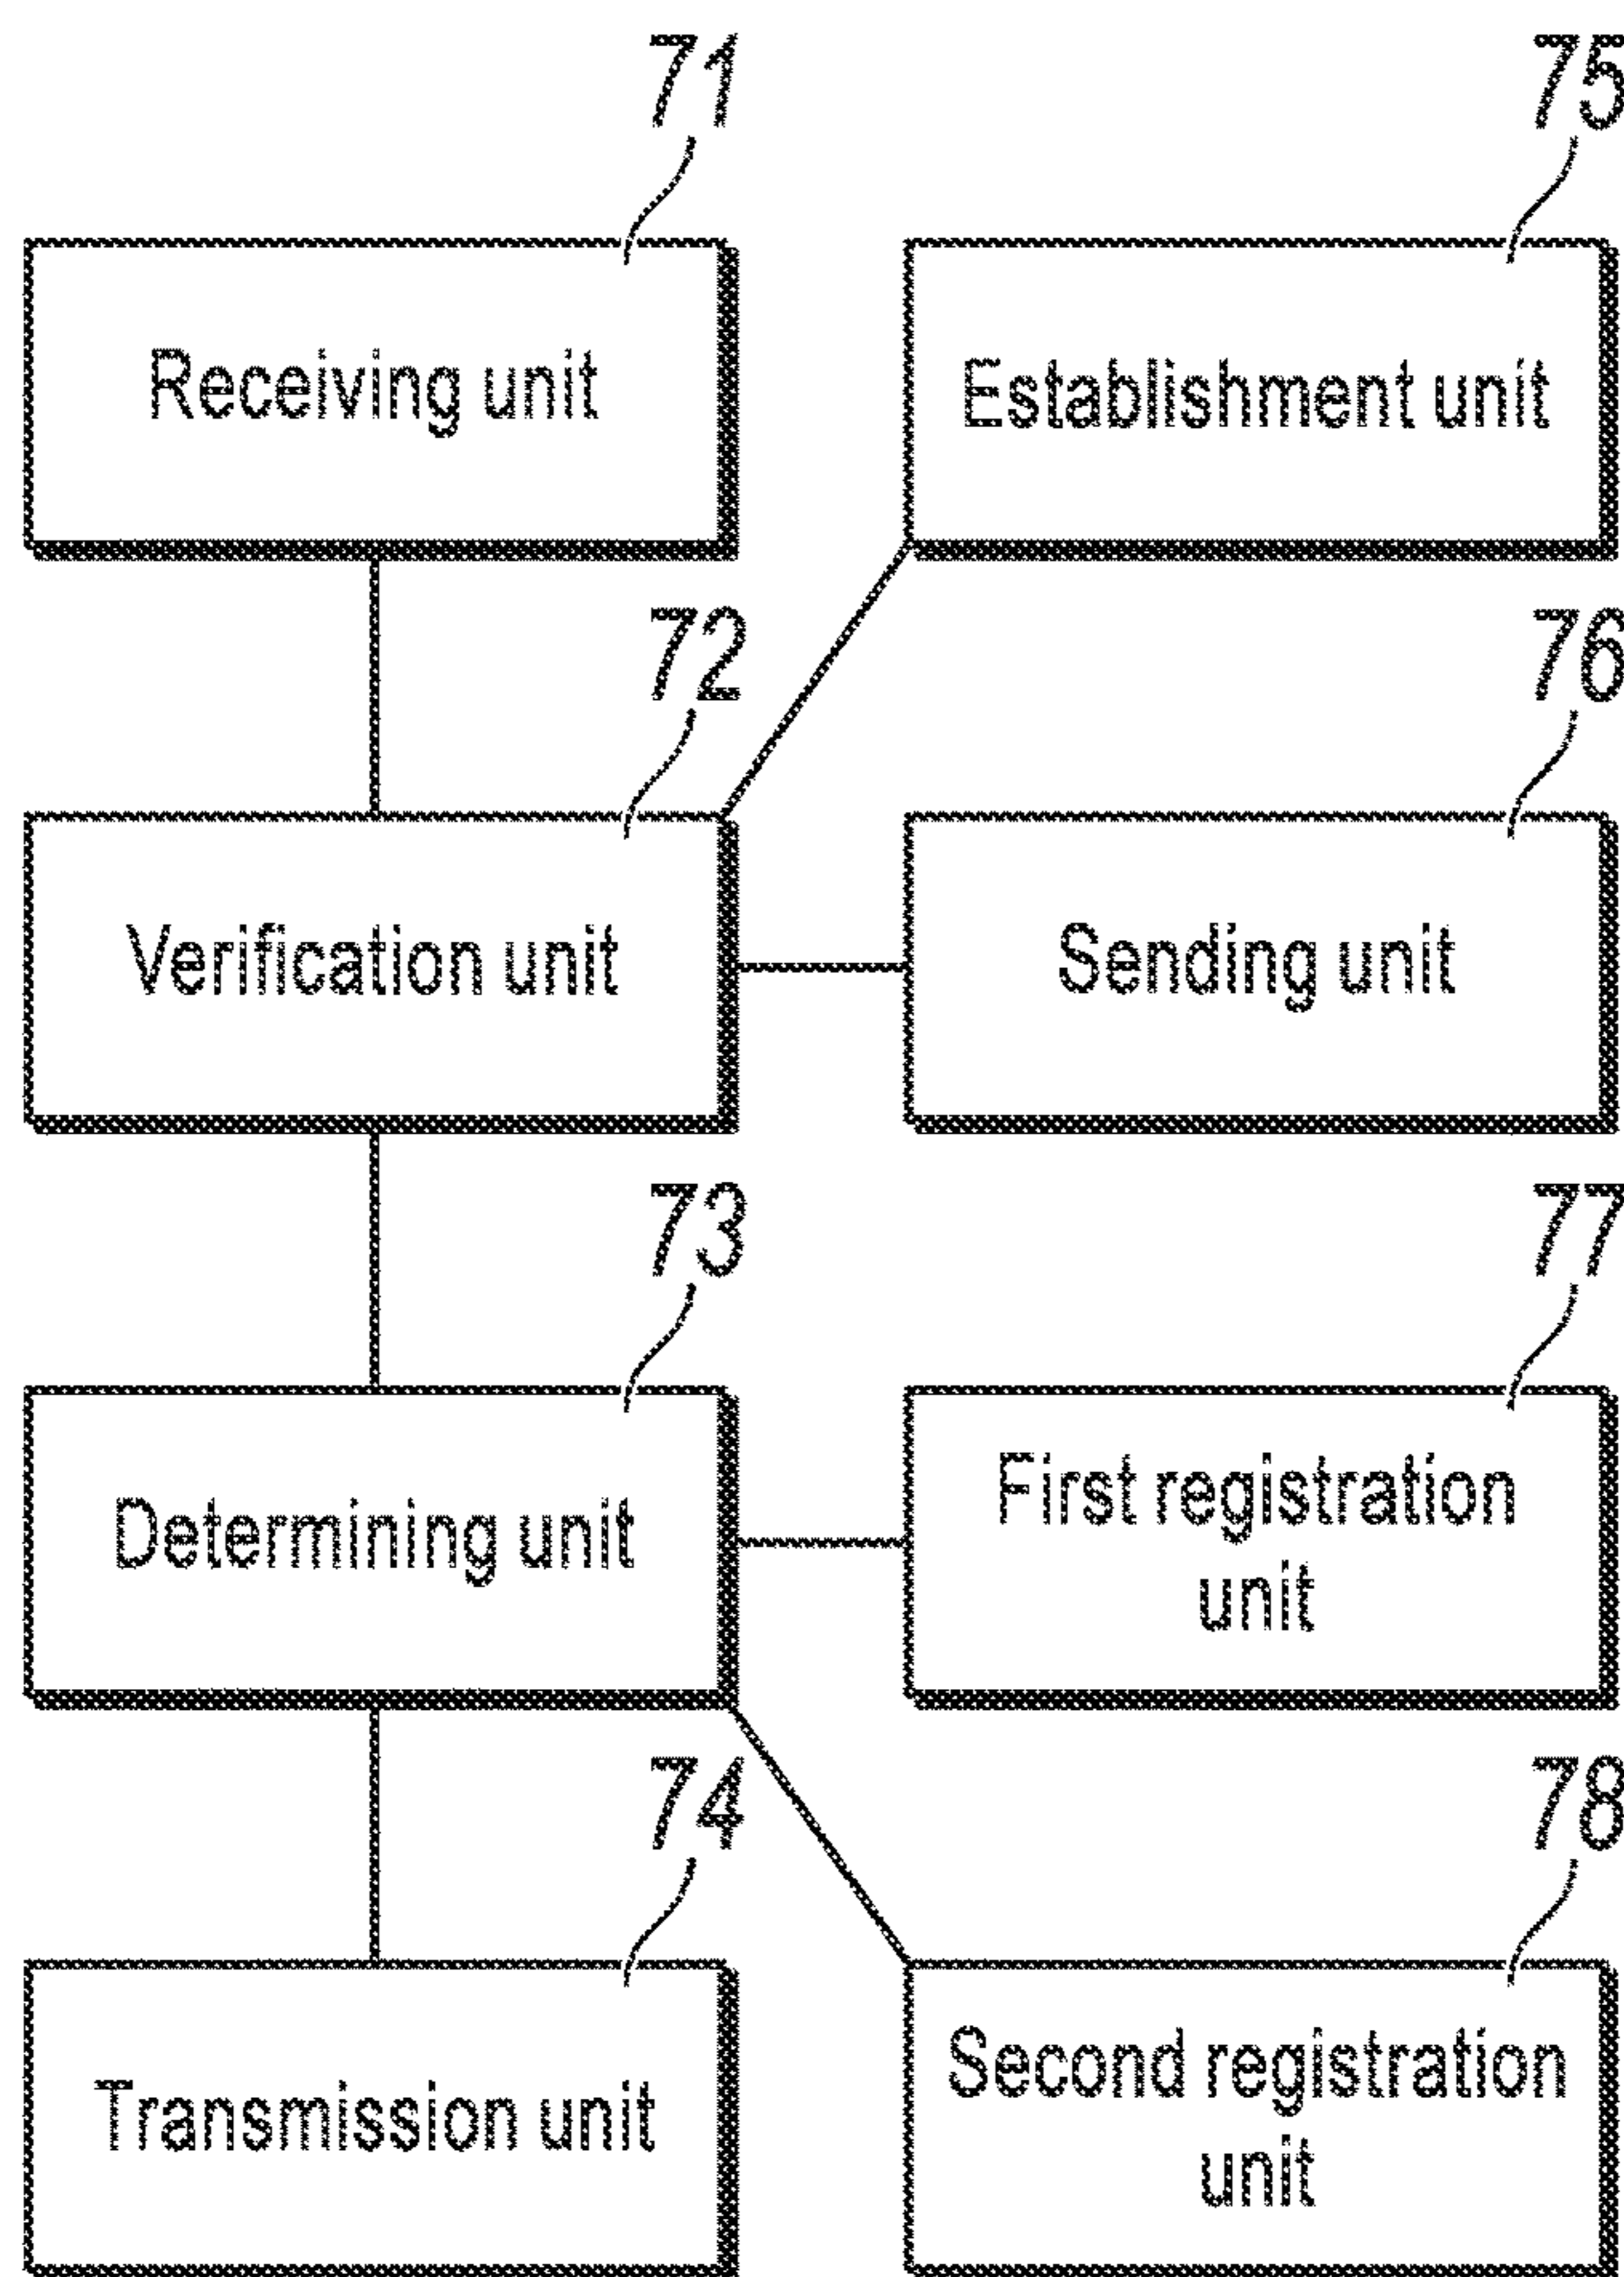 71
75
Receiving unit
Establishment unit
72
76
Verification unit
Sending unit
73
77
Determining unit
First registration
unit
74
78
Transmission unit
Second registration
unit